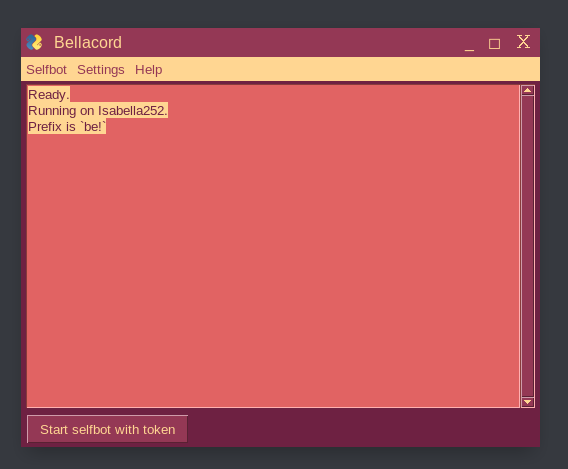 Bellacord
Selfbot Settings Help
Ready.
Running on Isabella252.
Prefix is `be!`
Start selfbot with token